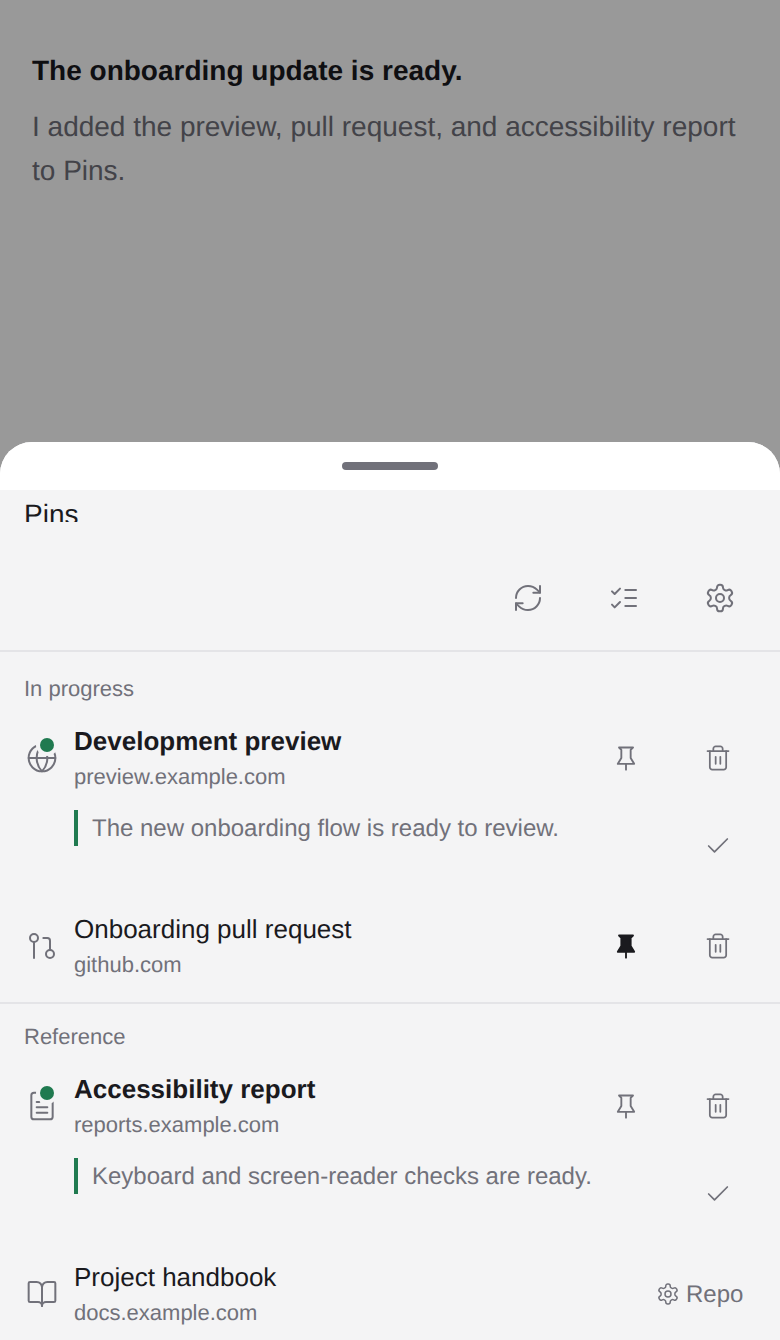 The onboarding update is ready.
I added the preview, pull request, and accessibility report
to Pins.
Pins
In progress
Development preview
preview.example.com
The new onboarding flow is ready to review.
Onboarding pull request
github.com
Reference
Accessibility report
reports.example.com
Keyboard and screen-reader checks are ready.
Project handbook
Repo
docs.example.com